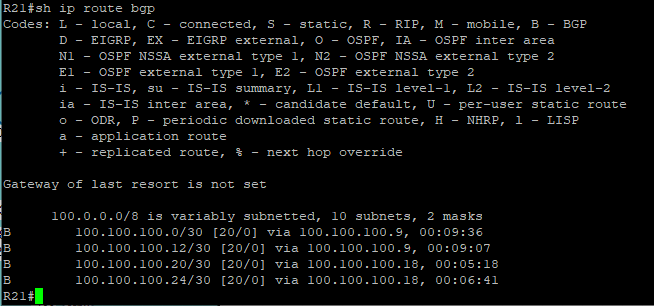 R21#sh ip route bgp
Codes: L - local, C - connected, S - static, R - RIP, M - mobile, B - BGP
D - EIGRP, EX - EIGRP external, O - OSPF, IA - OSPF inter area
N1 - OSPF NSSA external type 1, N2 - OSPF NSSA external type 2
E1 - OSPF external type 1, E2 - OSPF external type 2
i - IS-IS, su - IS-IS summary, L1 - IS-IS level-1, L2 - IS-IS level-2
ia - IS-IS inter area, * - candidate default, U - per-user static route
o - ODR, P - periodic downloaded static route, H - NHRP, l - LISP
a - application route
+ - replicated route, % - next hop override
Gateway of last resort is not set
100.0.0.0/8 is variably subnetted, 10 subnets, 2 masks
B 100.100.100.0/30 [20/0] via 100.100.100.9, 00:09:36
B 100.100.100.12/30 [20/0] via 100.100.100.9, 00:09:07
B 100.100.100.20/30 [20/0] via 100.100.100.18, 00:05:18
B 100.100.100.24/30 [20/0] via 100.100.100.18, 00:06:41
R21#